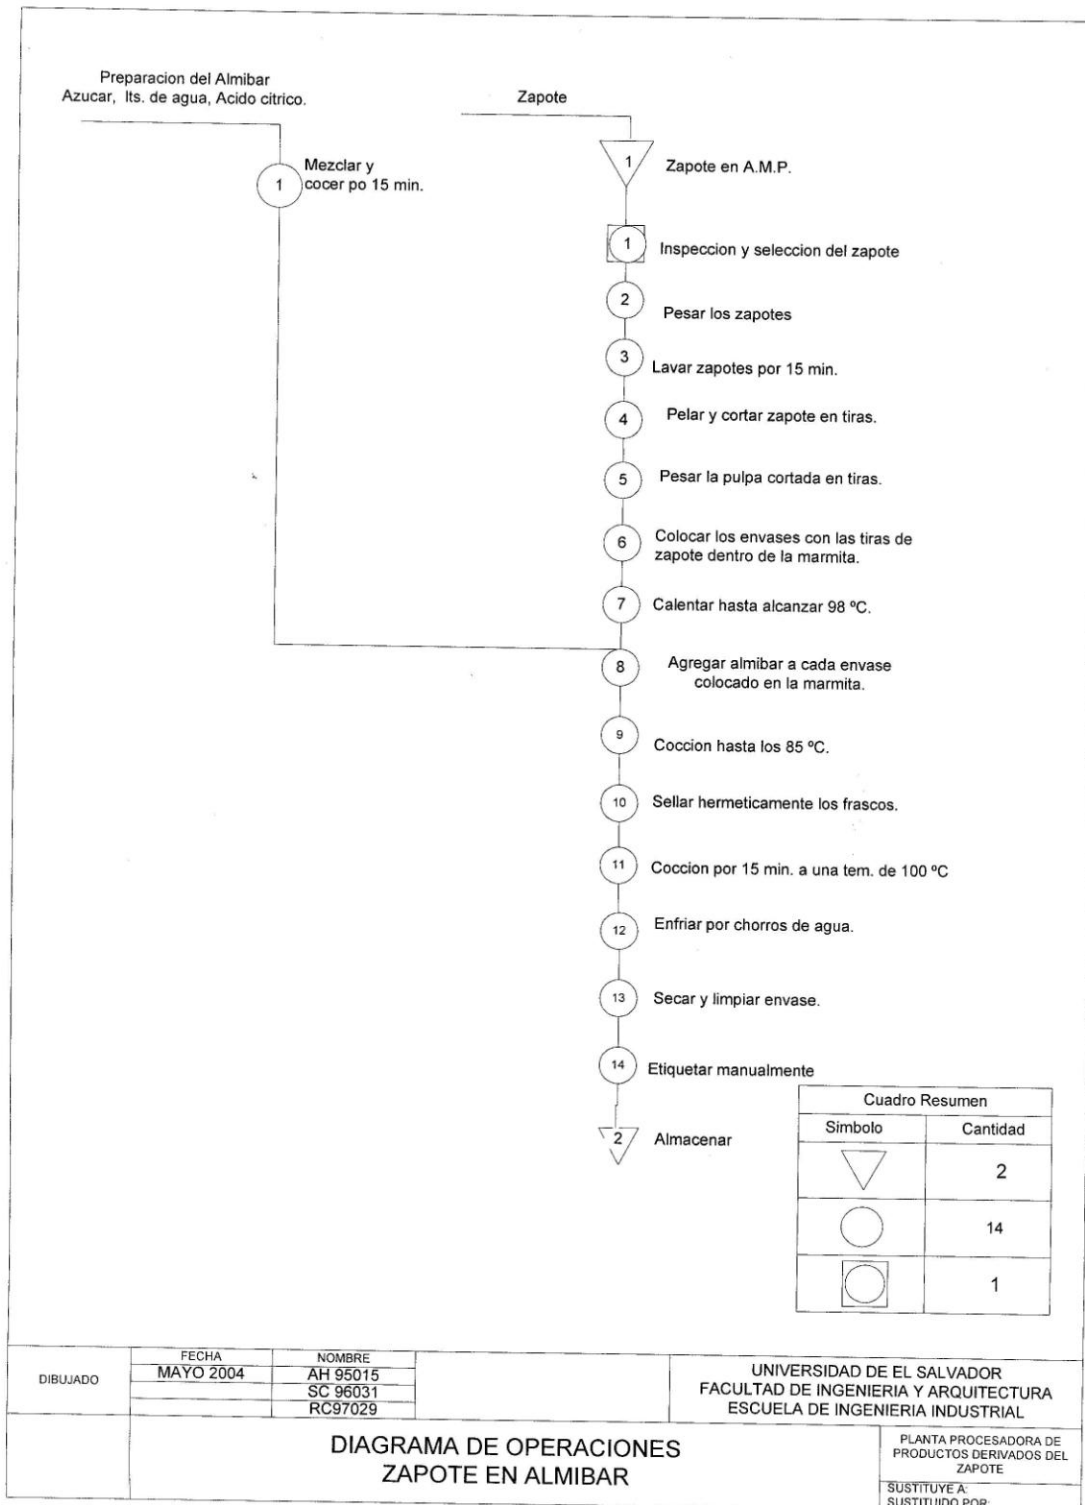 Preparacion del Almibar
Azucar, lts. de agua, Acido citrico.
Zapote
1
Mezclar y
cocer po 15 min.
1
Zapote en A.M.P.
1
Inspeccion y seleccion del zapote
2
Pesar los zapotes
3
Lavar zapotes por 15 min.
4
Pelar y cortar zapote en tiras.
5
Pesar la pulpa cortada en tiras.
6
Colocar los envases con las tiras de
zapote dentro de la marmita.
7
Calentar hasta alcanzar 98 ºC.
8
Agregar almibar a cada envase
colocado en la marmita.
9
Coccion hasta los 85 ºC.
10
Sellar hermeticamente los frascos.
11
Coccion por 15 min. a una tem. de 100 ºC
12
Enfriar por chorros de agua.
13
Secar y limpiar envase.
14
Etiquetar manualmente
2
Almacenar
Cuadro Resumen
Simbolo Cantidad
2
14
1
DIBUJADO
FECHA NOMBRE
MAYO 2004 AH 95015
SC 96031
RC97029
UNIVERSIDAD DE EL SALVADOR
FACULTAD DE INGENIERIA Y ARQUITECTURA
ESCUELA DE INGENIERIA INDUSTRIAL
DIAGRAMA DE OPERACIONES
ZAPOTE EN ALMIBAR
PLANTA PROCESADORA DE
PRODUCTOS DERIVADOS DEL
ZAPOTE
SUSTITUYE A:
SUSTITUIDO POR: